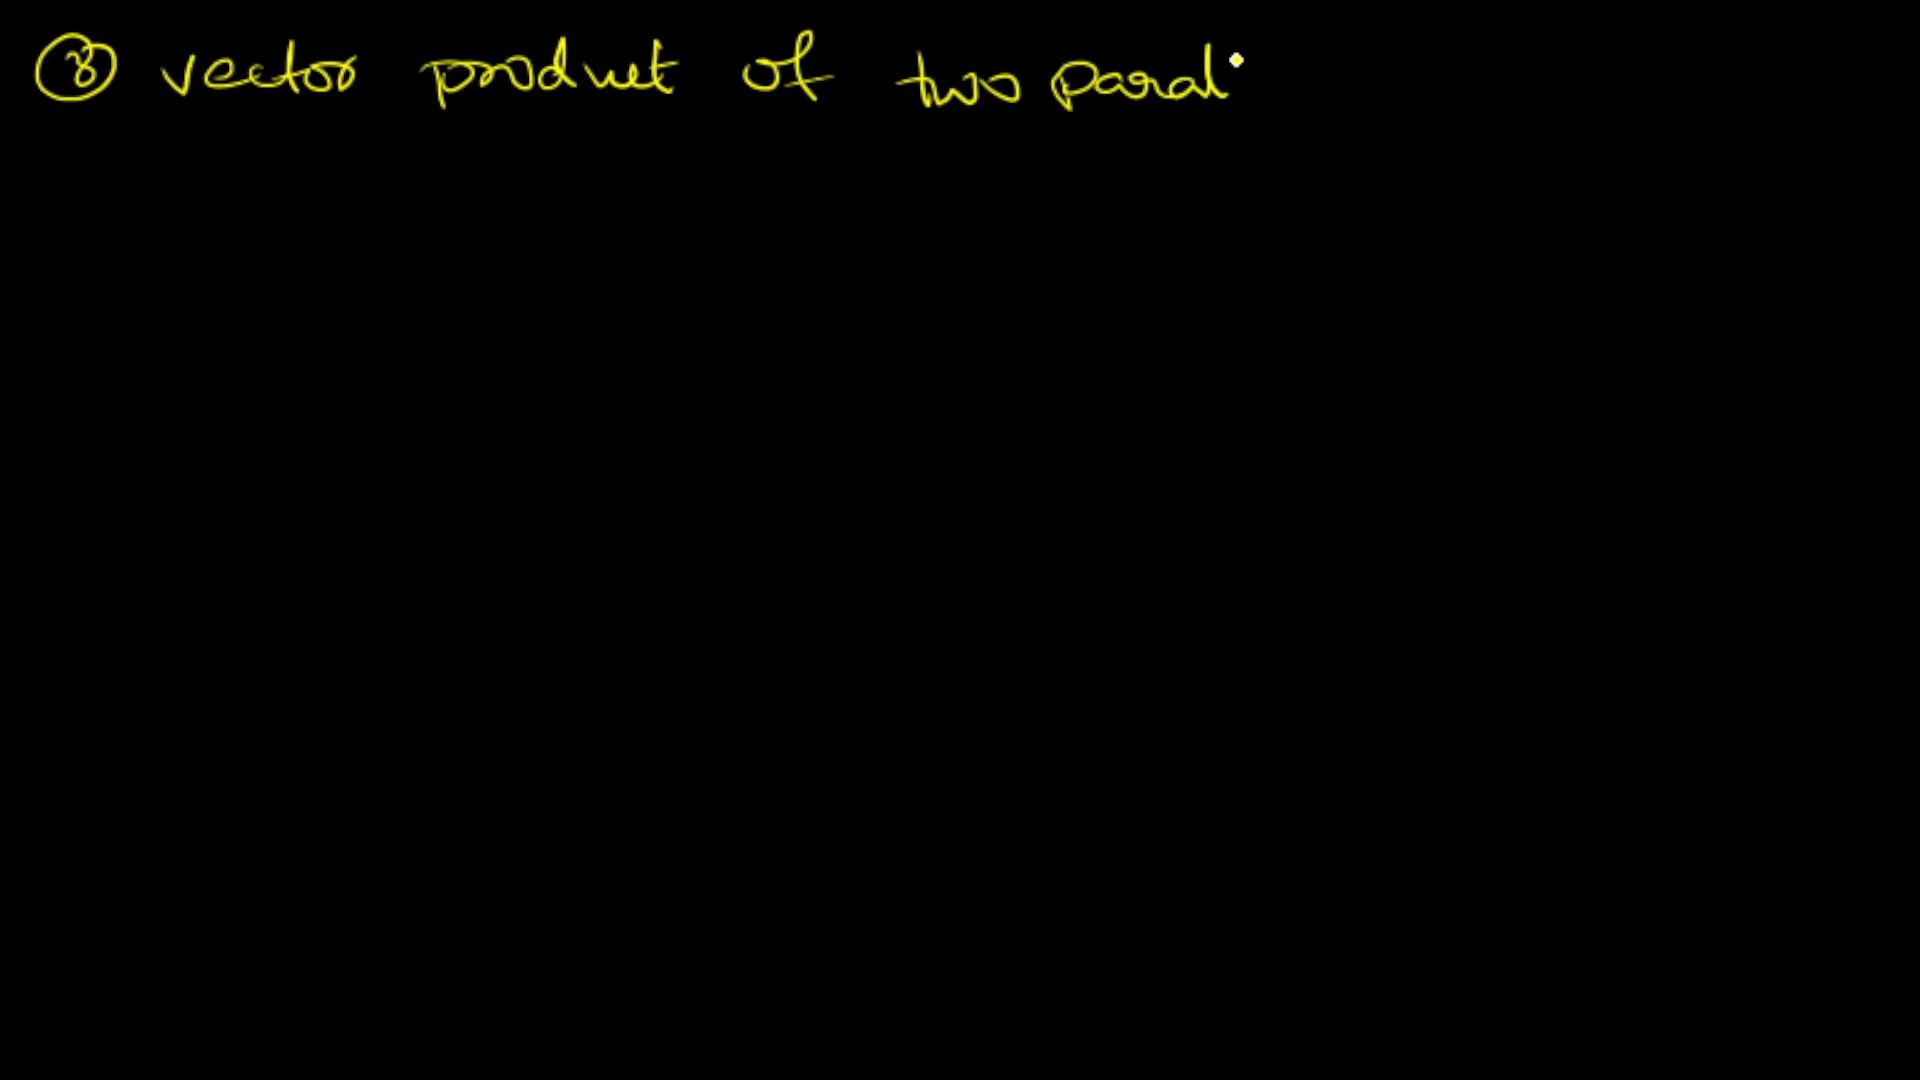 ⑧ vector product of two paral